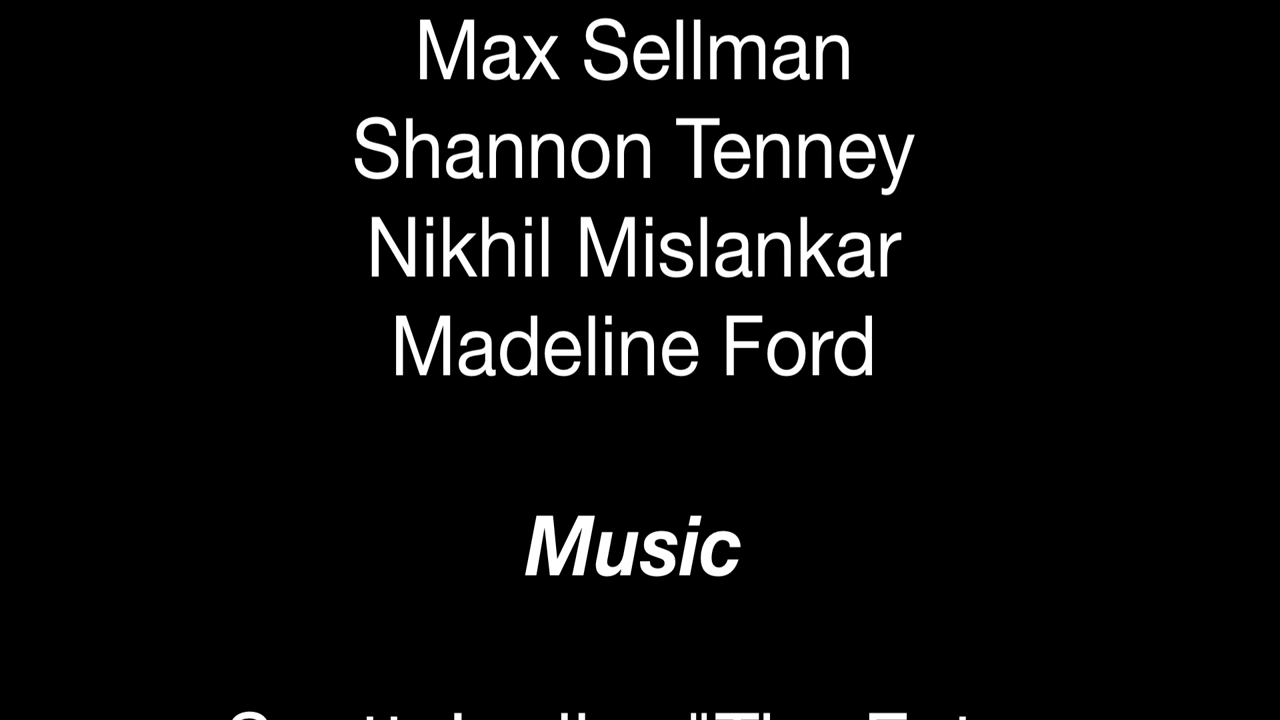 Max Sellman
Shannon Tenney
Nikhil Mislankar
Madeline Ford
Music